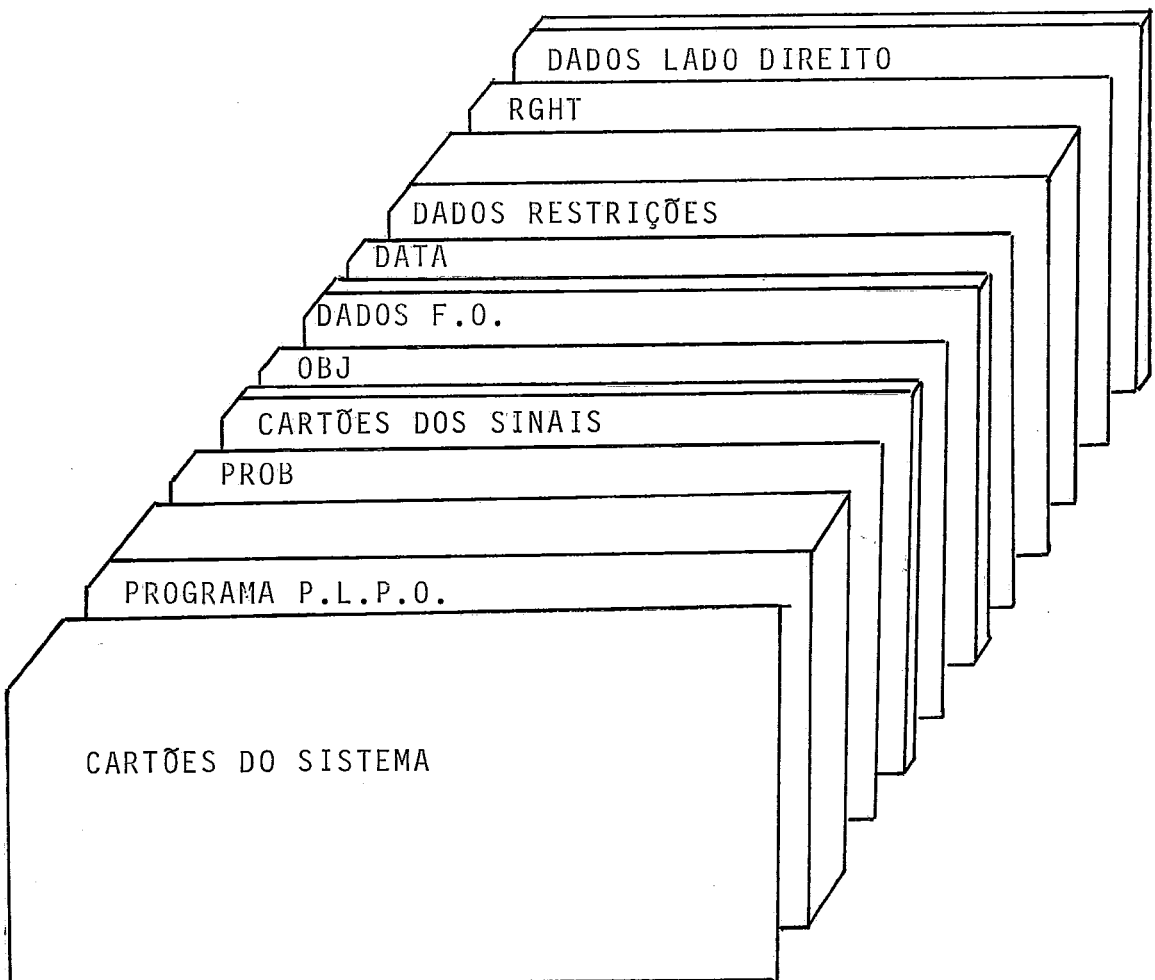 DADOS LADO DIREITO
RGHT
DADOS RESTRIÇÕES
DATA
DADOS F.O.
OBJ
CARTÕES DOS SINAIS
PROB
PROGRAMA P.L.P.O.
CARTÕES DO SISTEMA